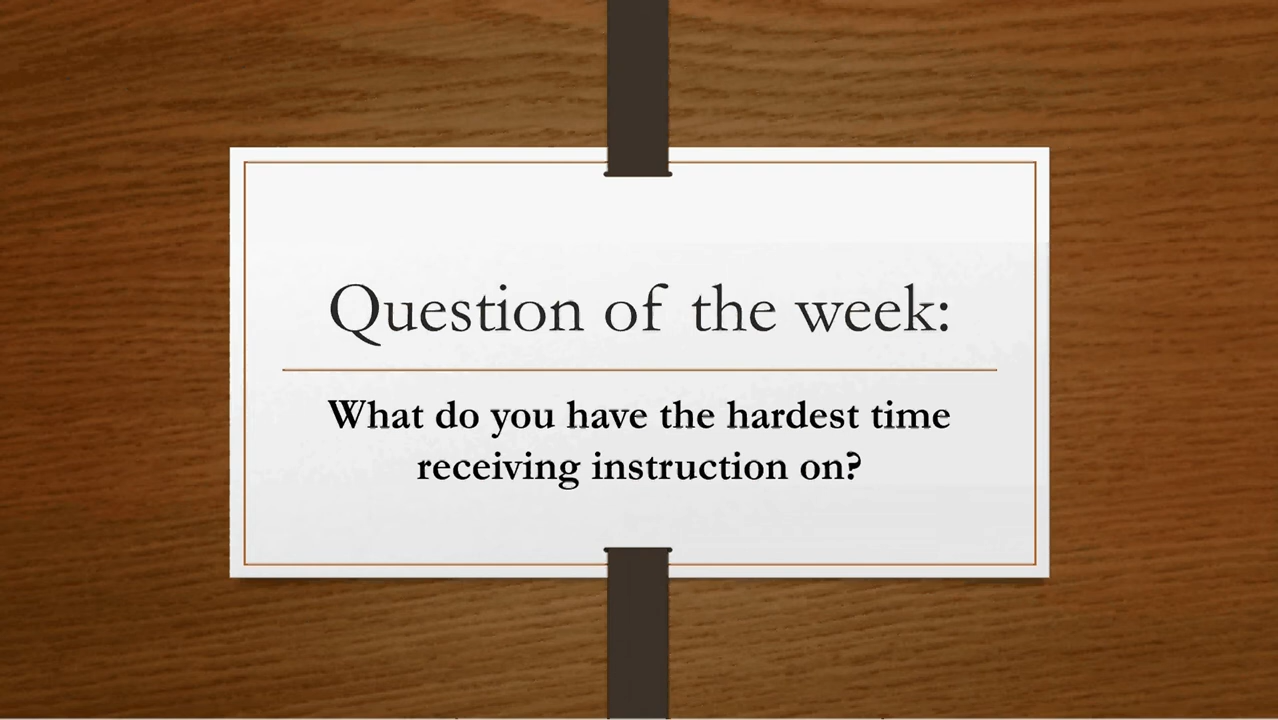 Question of the week:
What do you have the hardest time
receiving instruction on?